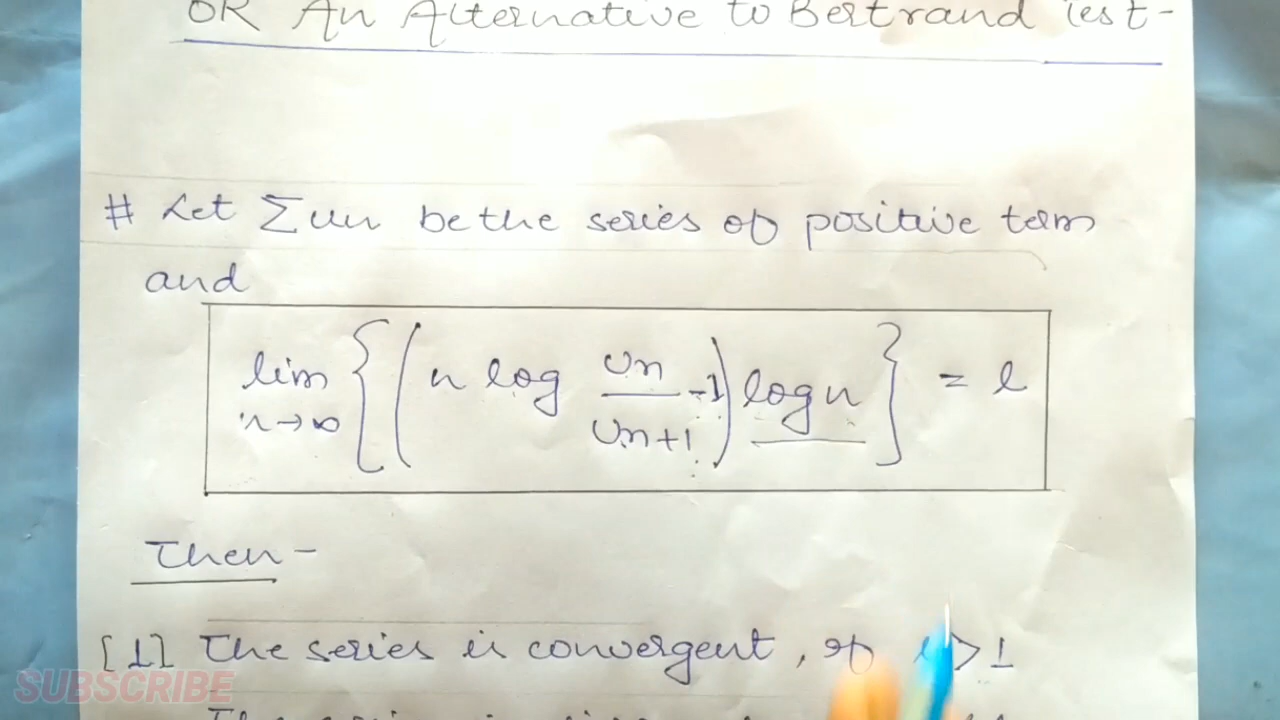 OR An Alternative to Bertrand Test-
# Let Σun be the series of positive term
and
lim n→∞ {(n log un/un+1 -1) log n} = l
Then -
[1] The series is convergent, if l > 1
SUBSCRIBE